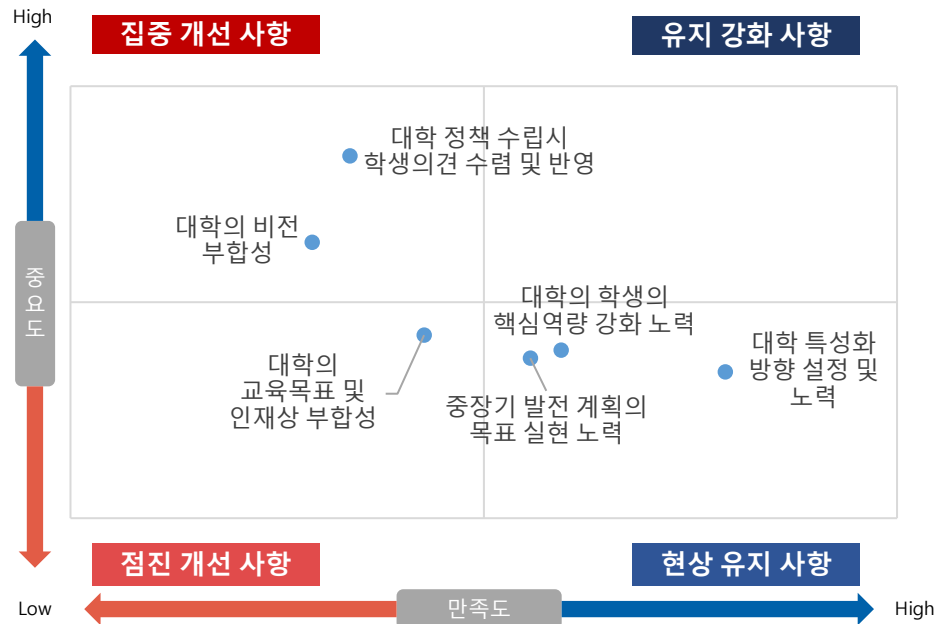 High
집중 개선 사항
유지 강화 사항
대학 정책 수립시
학생의견 수렴 및 반영
대학의 비전
부합성
중요도
대학의 학생의
핵심역량 강화 노력
대학 특성화
방향 설정 및
노력
대학의
교육목표 및
인재상 부합성
중장기 발전 계획의
목표 실현 노력
점진 개선 사항
현상 유지 사항
Low
만족도
High